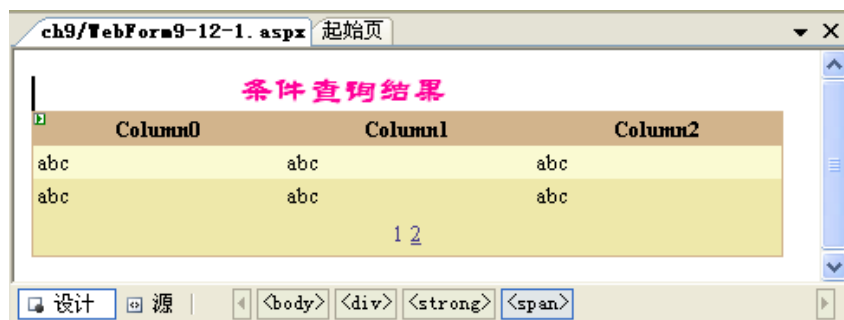 ch9/WebForm9-12-1.aspx 起始页
条件查询结果
Column0 Column1 Column2
abc abc abc
abc abc abc
1 2
设计 源 <body> <div> <strong> <span>